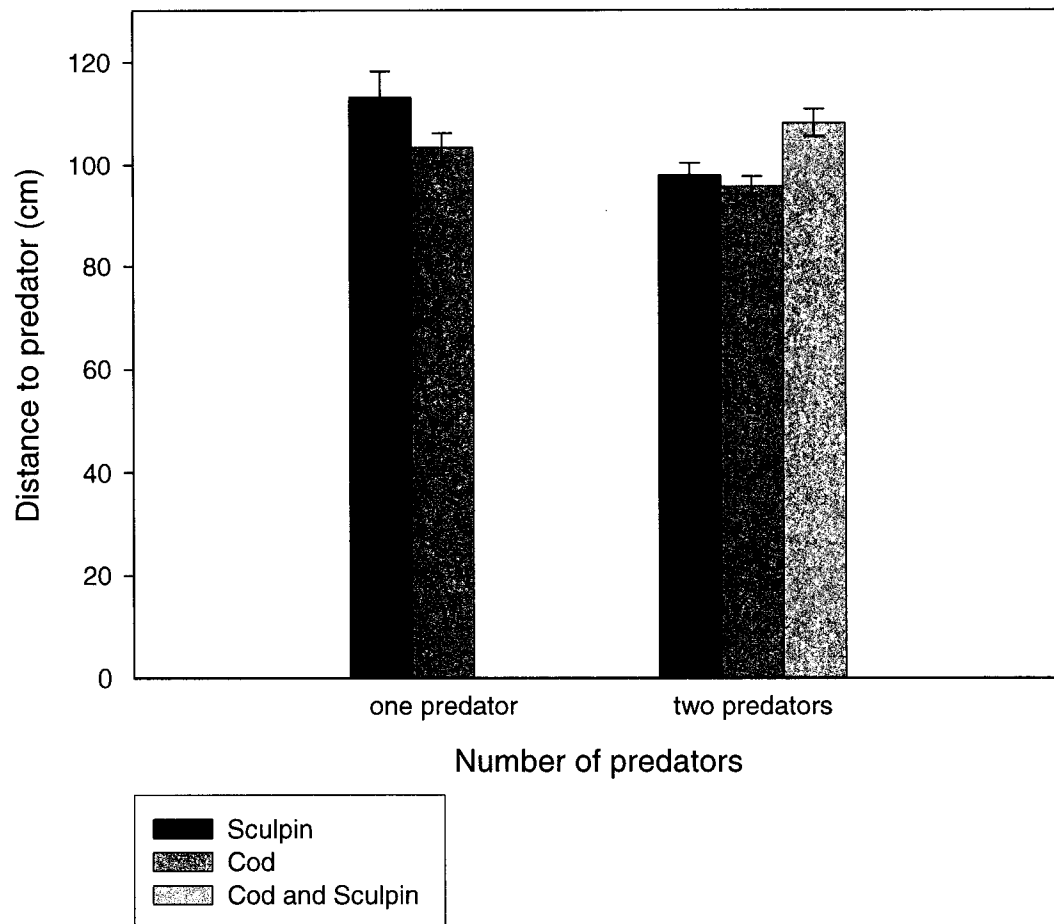 120
100
80
60
40
20
0
Distance to predator (cm)
one predator two predators
Number of predators
Sculpin
Cod
Cod and Sculpin